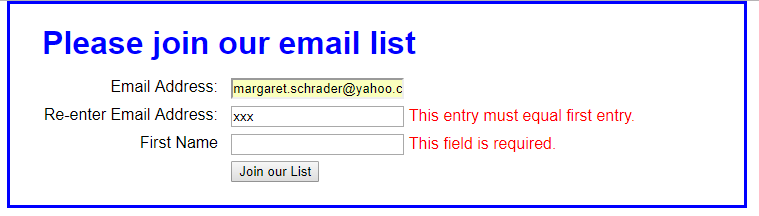 Please join our email list
Email Address: margaret.schrader@yahoo.c
Re-enter Email Address: xxx This entry must equal first entry.
First Name This field is required.
Join our List